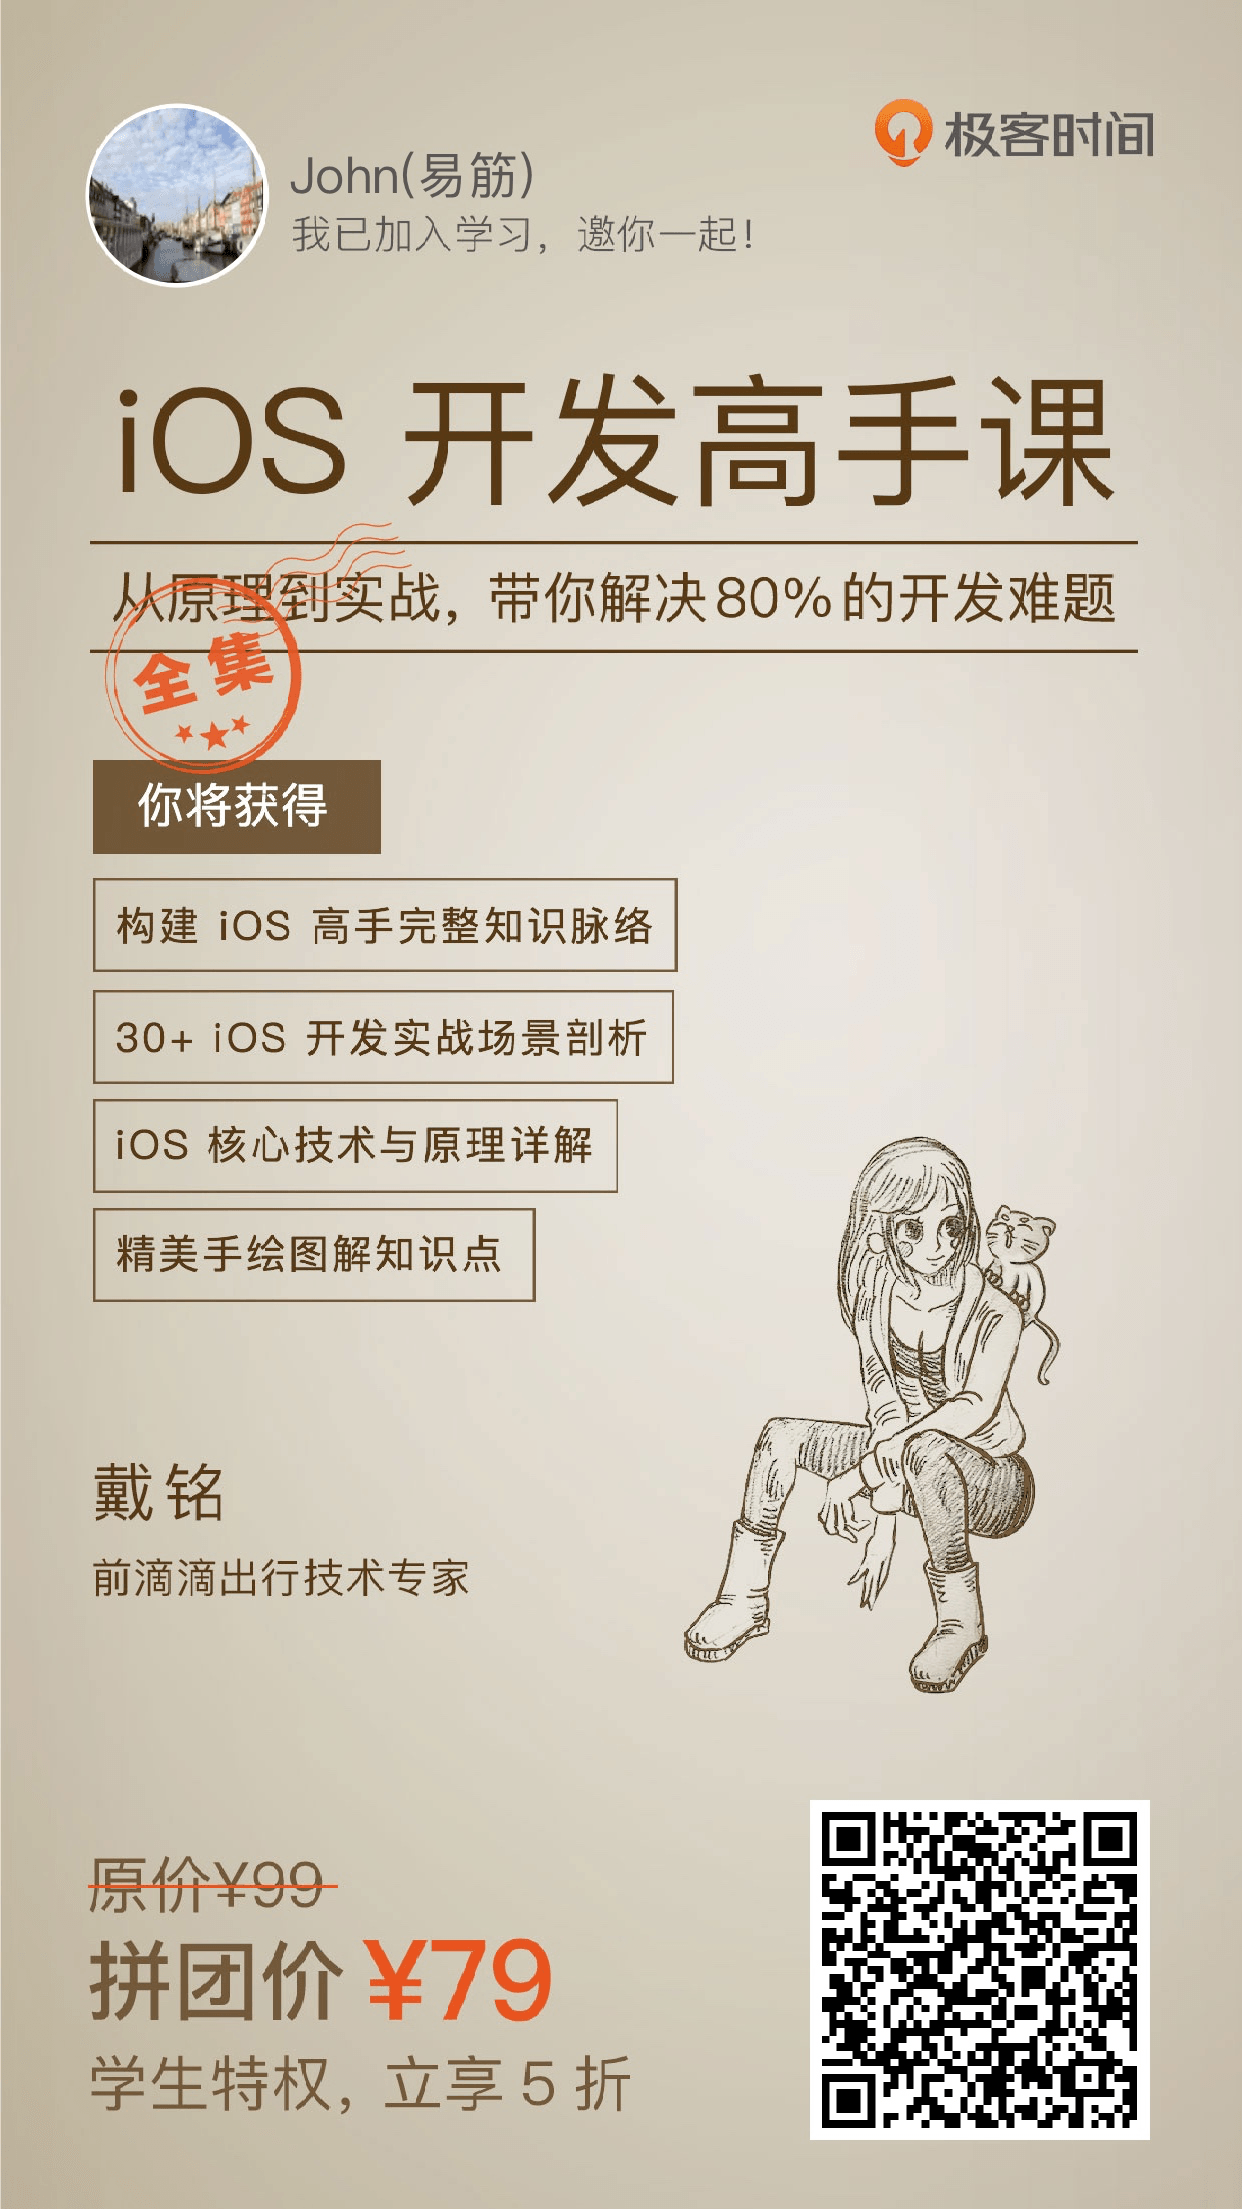 极客时间
John(易筋)
我已加入学习，邀你一起！
iOS 开发高手课
从原理到实战，带你解决80%的开发难题
全集
你将获得
构建 iOS 高手完整知识脉络
30+ iOS 开发实战场景剖析
iOS 核心技术与原理详解
精美手绘图解知识点
戴铭
前滴滴出行技术专家
原价¥99
拼团价 ¥79
学生特权，立享 5 折